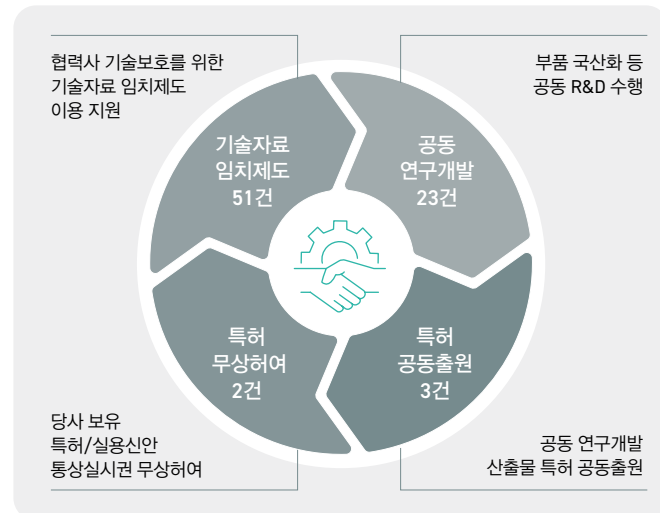 협력사 기술보호를 위한
기술자료 임치제도
이용 지원
부품 국산화 등
공동 R&D 수행
기술자료
임치제도
51건
공동
연구개발
23건
특허
무상허여
2건
특허
공동출원
3건
당사 보유
특허/실용신안
통상실시권 무상허여
공동 연구개발
산출물 특허 공동출원